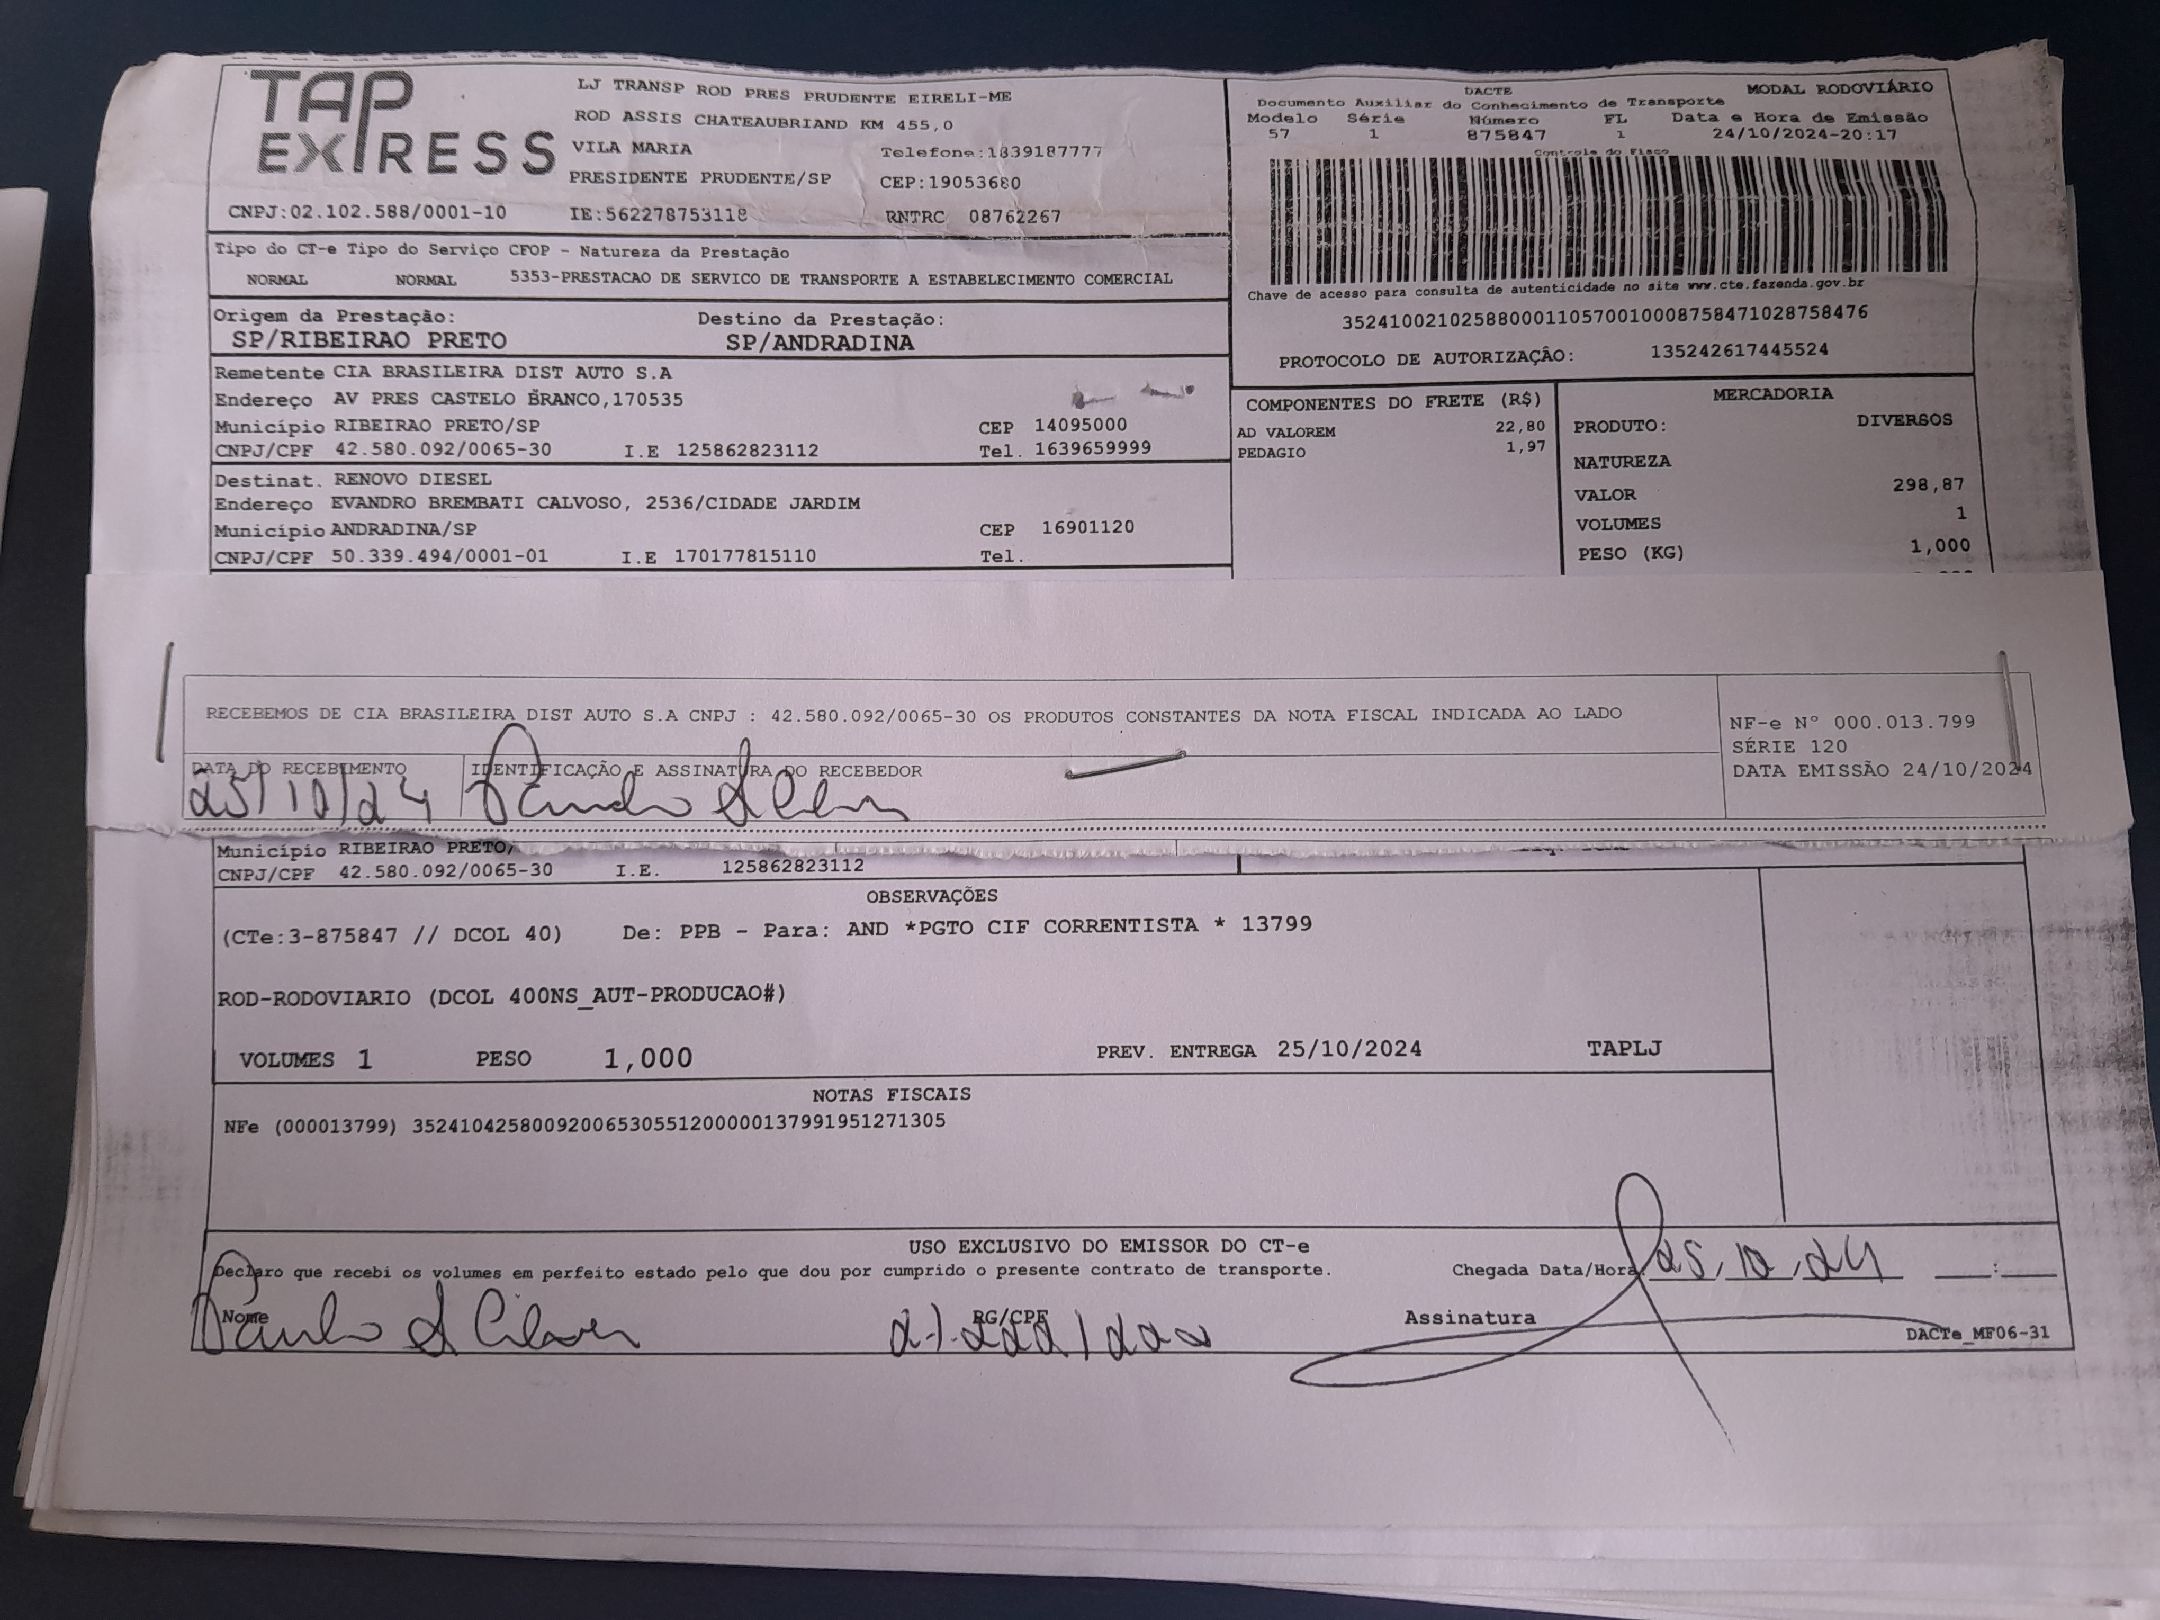 TAP EXPRESS
LJ TRANSP ROD PRES PRUDENTE EIRELI-ME
ROD ASSIS CHATEAUBRIAND KM 455,0
VILA MARIA Telefone:1839187777
PRESIDENTE PRUDENTE/SP CEP:19053680
CNPJ:02.102.588/0001-10 IE:562278753118 RNTRC 08762267
DACTE MODAL RODOVIÁRIO
Documento Auxiliar do Conhecimento de Transporte
Modelo Série Número FL Data e Hora de Emissão
57 1 875847 1 24/10/2024-20:17
Controle do Fisco
Chave de acesso para consulta de autenticidade no site www.cte.fazenda.gov.br
35241002102588000110570010008758471028758476
PROTOCOLO DE AUTORIZAÇÃO: 135242617445524
Tipo do CT-e Tipo do Serviço CFOP - Natureza da Prestação
NORMAL NORMAL 5353-PRESTACAO DE SERVICO DE TRANSPORTE A ESTABELECIMENTO COMERCIAL
Origem da Prestação: Destino da Prestação:
SP/RIBEIRAO PRETO SP/ANDRADINA
Remetente CIA BRASILEIRA DIST AUTO S.A
Endereço AV PRES CASTELO BRANCO,170535
Município RIBEIRAO PRETO/SP CEP 14095000
CNPJ/CPF 42.580.092/0065-30 I.E 125862823112 Tel. 1639659999
Destinat. RENOVO DIESEL
Endereço EVANDRO BREMBATI CALVOSO, 2536/CIDADE JARDIM
Município ANDRADINA/SP CEP 16901120
CNPJ/CPF 50.339.494/0001-01 I.E 170177815110 Tel.
COMPONENTES DO FRETE (R$)
AD VALOREM 22,80
PEDAGIO 1,97
MERCADORIA
PRODUTO: DIVERSOS
NATUREZA
VALOR 298,87
VOLUMES 1
PESO (KG) 1,000
RECEBEMOS DE CIA BRASILEIRA DIST AUTO S.A CNPJ : 42.580.092/0065-30 OS PRODUTOS CONSTANTES DA NOTA FISCAL INDICADA AO LADO
NF-e N° 000.013.799
SÉRIE 120
DATA EMISSÃO 24/10/2024
DATA DO RECEBIMENTO IDENTIFICAÇÃO E ASSINATURA DO RECEBEDOR
25/10/24
Município RIBEIRAO PRETO/
CNPJ/CPF 42.580.092/0065-30 I.E. 125862823112
OBSERVAÇÕES
(CTe:3-875847 // DCOL 40) De: PPB - Para: AND *PGTO CIF CORRENTISTA * 13799
ROD-RODOVIARIO (DCOL 400NS_AUT-PRODUCAO#)
VOLUMES 1 PESO 1,000 PREV. ENTREGA 25/10/2024 TAPLJ
NOTAS FISCAIS
NFe (000013799) 35241042580092006530551200000137991951271305
USO EXCLUSIVO DO EMISSOR DO CT-e
Declaro que recebi os volumes em perfeito estado pelo que dou por cumprido o presente contrato de transporte.
Chegada Data/Hora 25/10/24 :
Nome RG/CPF Assinatura
DACTe_MF06-31